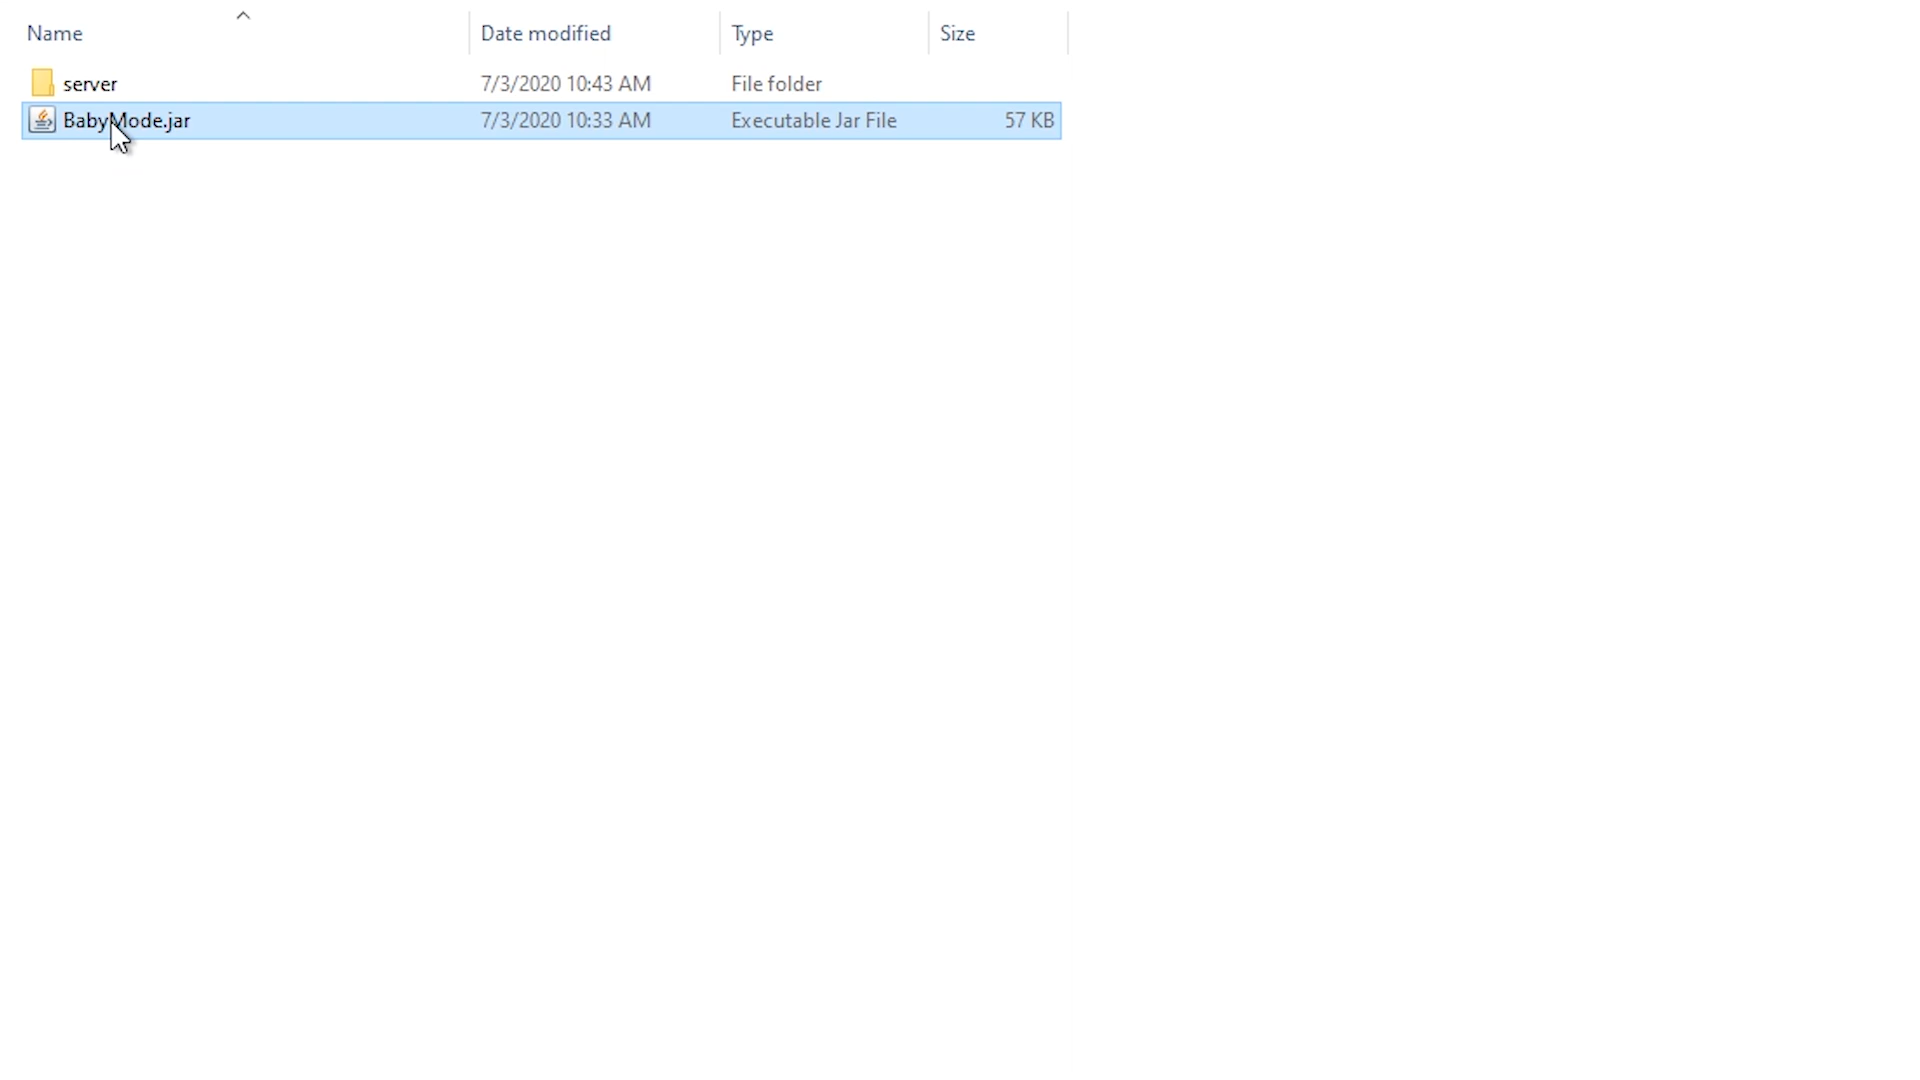 Name Date modified Type Size
server 7/3/2020 10:43 AM File folder
BabyMode.jar 7/3/2020 10:33 AM Executable Jar File 57 KB